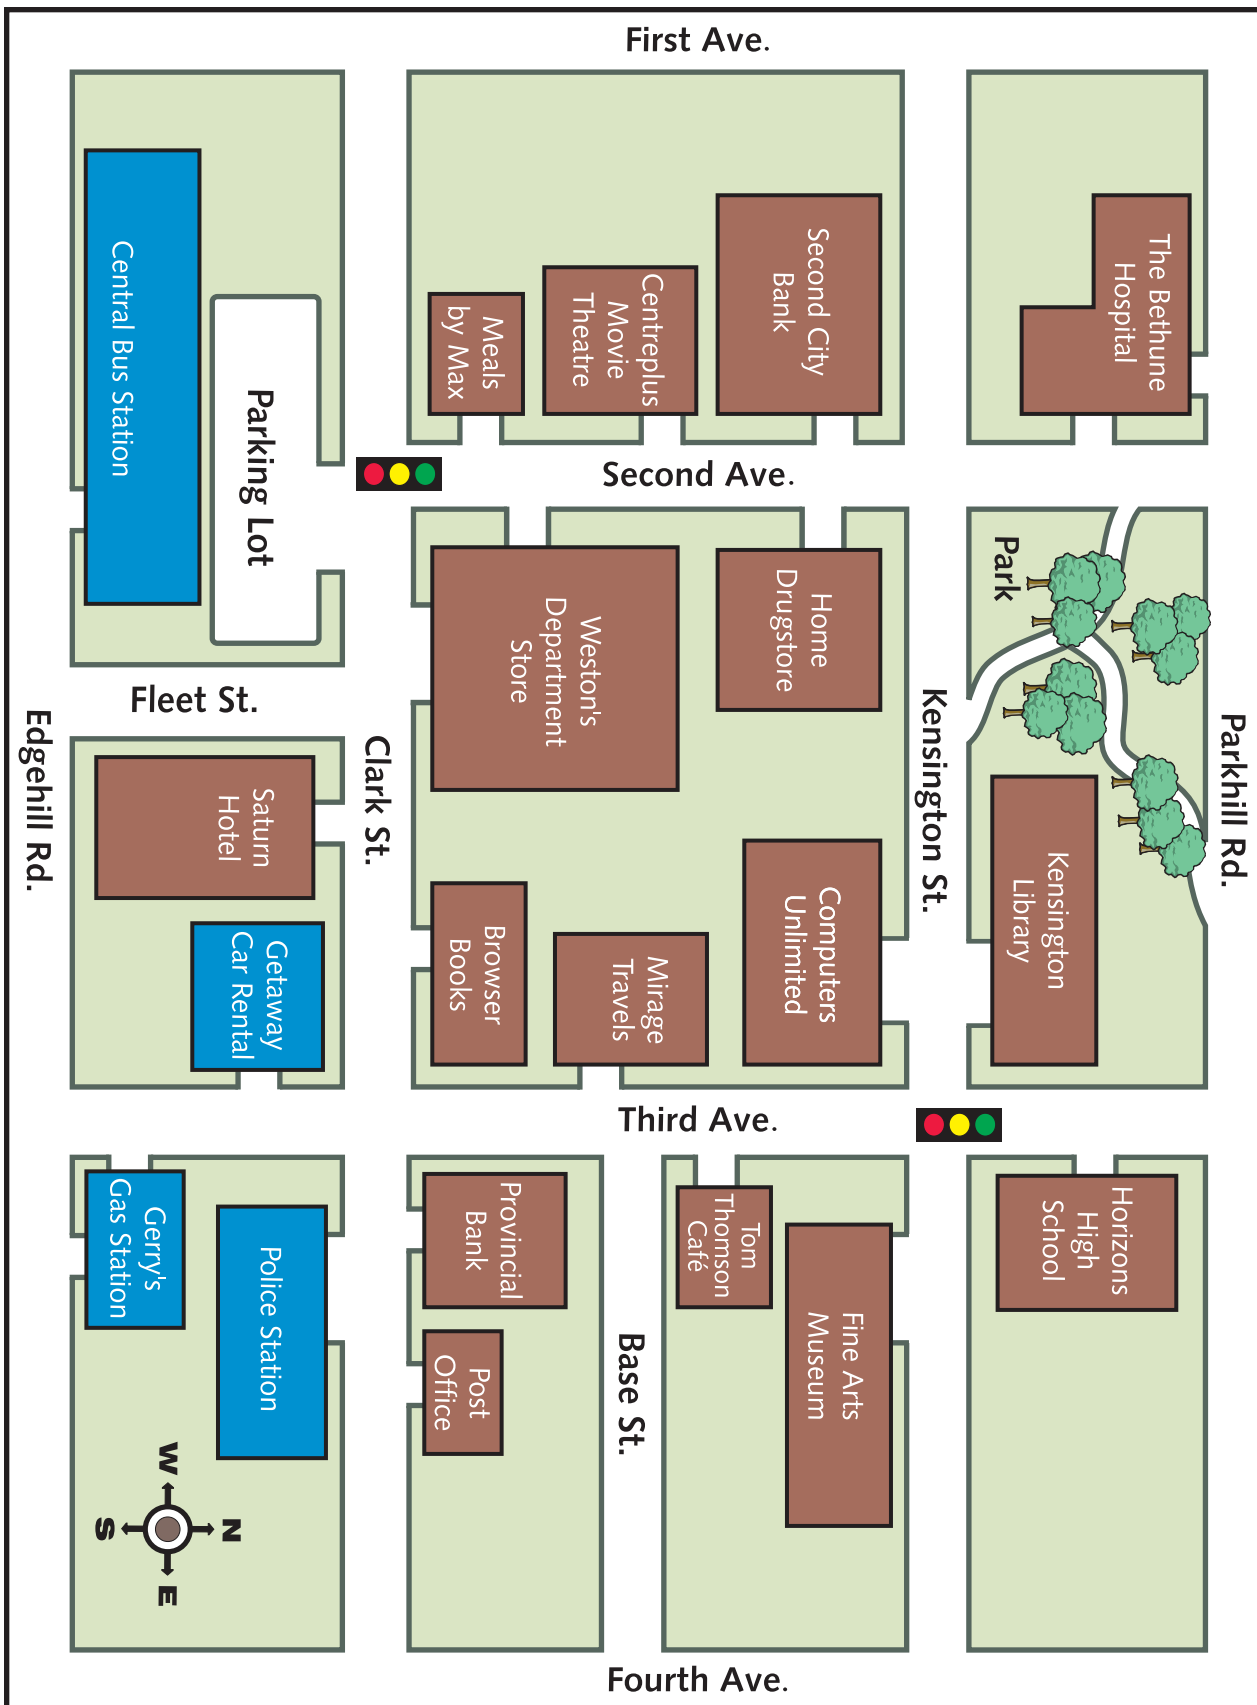 First Ave.
Central Bus Station
Parking Lot
Meals
by Max
Centreplus
Movie
Theatre
Second City
Bank
The Bethune
Hospital
Second Ave.
Weston's
Department
Store
Home
Drugstore
Park
Fleet St.
Edgehill Rd.
Clark St.
Kensington St.
Parkhill Rd.
Saturn
Hotel
Getaway
Car Rental
Browser
Books
Mirage
Travels
Computers
Unlimited
Kensington
Library
Third Ave.
Gerry's
Gas Station
Police Station
Provincial
Bank
Post
Office
Base St.
Tom
Thomson
Café
Fine Arts
Museum
Horizons
High
School
W
S
N
E
Fourth Ave.